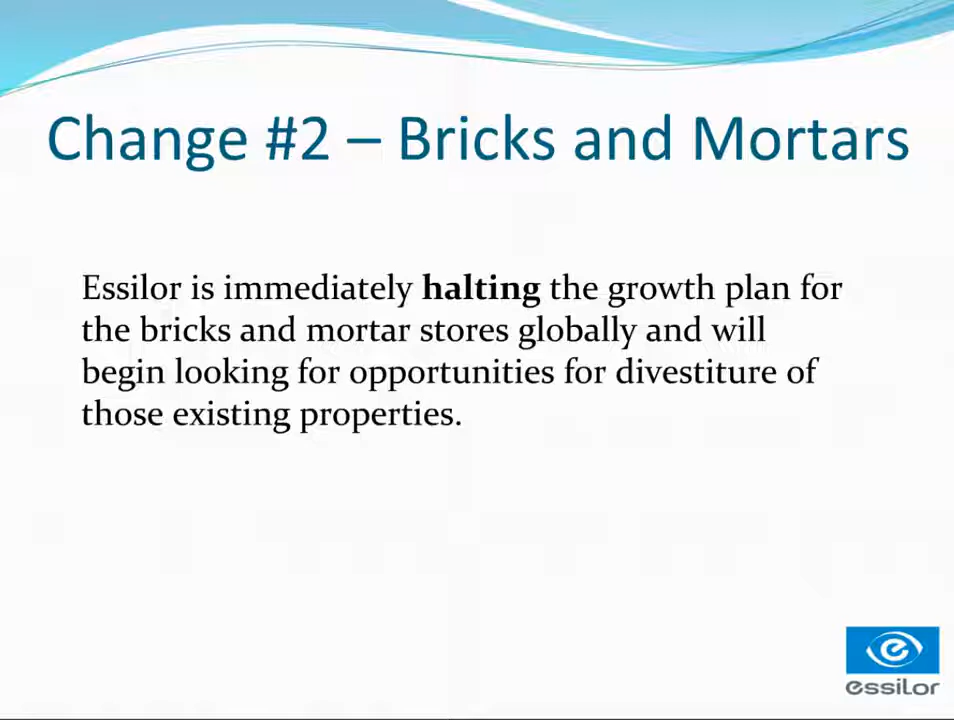 Change #2 – Bricks and Mortars
Essilor is immediately halting the growth plan for
the bricks and mortar stores globally and will
begin looking for opportunities for divestiture of
those existing properties.
essilor